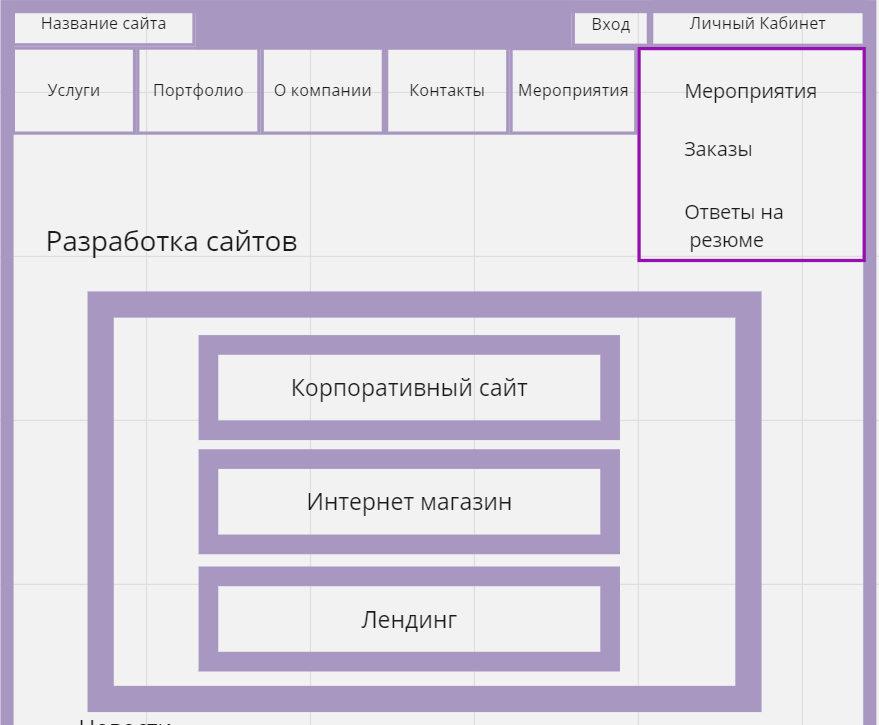 Название сайта
Вход
Личный Кабинет
Услуги
Портфолио
О компании
Контакты
Мероприятия
Мероприятия
Заказы
Ответы на
резюме
Разработка сайтов
Корпоративный сайт
Интернет магазин
Лендинг
Новости